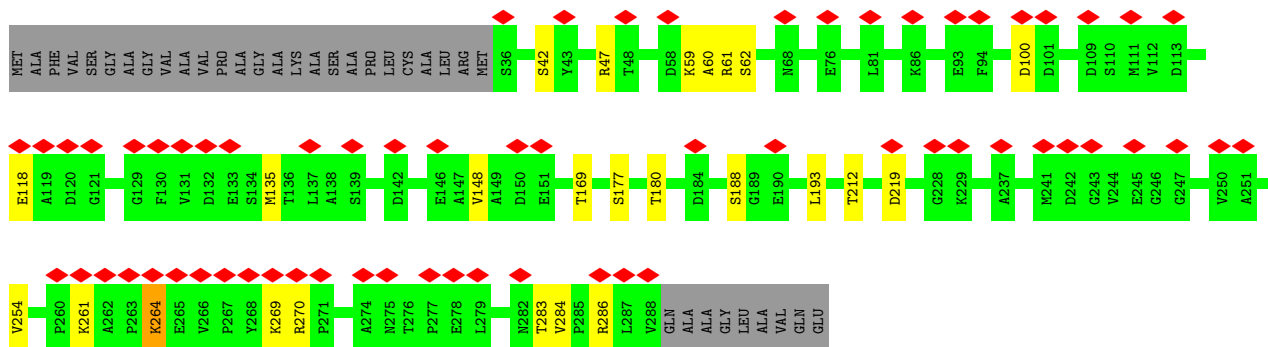 MET ALA PHE VAL SER GLY ALA GLY VAL ALA VAL PRO ALA GLY ALA LYS ALA SER ALA PRO LEU CYS ALA LEU ARG MET S36 S42 Y43 R47 T48 D58 K59 A60 R61 S62 N68 E76 L81 K86 E93 F94 D100 D101 D109 S110 M111 V112 D113
E118 A119 D120 G121 G129 F130 V131 D132 E133 S134 M135 T136 L137 A138 S139 D142 E146 A147 V148 A149 D150 E151 T169 S177 T180 D184 S188 G189 E190 L193 T212 D219 G228 K229 A237 M241 D242 G243 V244 E245 G246 G247 V250 A251
V254 P260 K261 A262 P263 K264 E265 V266 P267 Y268 K269 R270 P271 A274 N275 T276 P277 E278 L279 N282 T283 V284 P285 R286 L287 V288 GLN ALA ALA GLY LEU ALA VAL GLN GLU